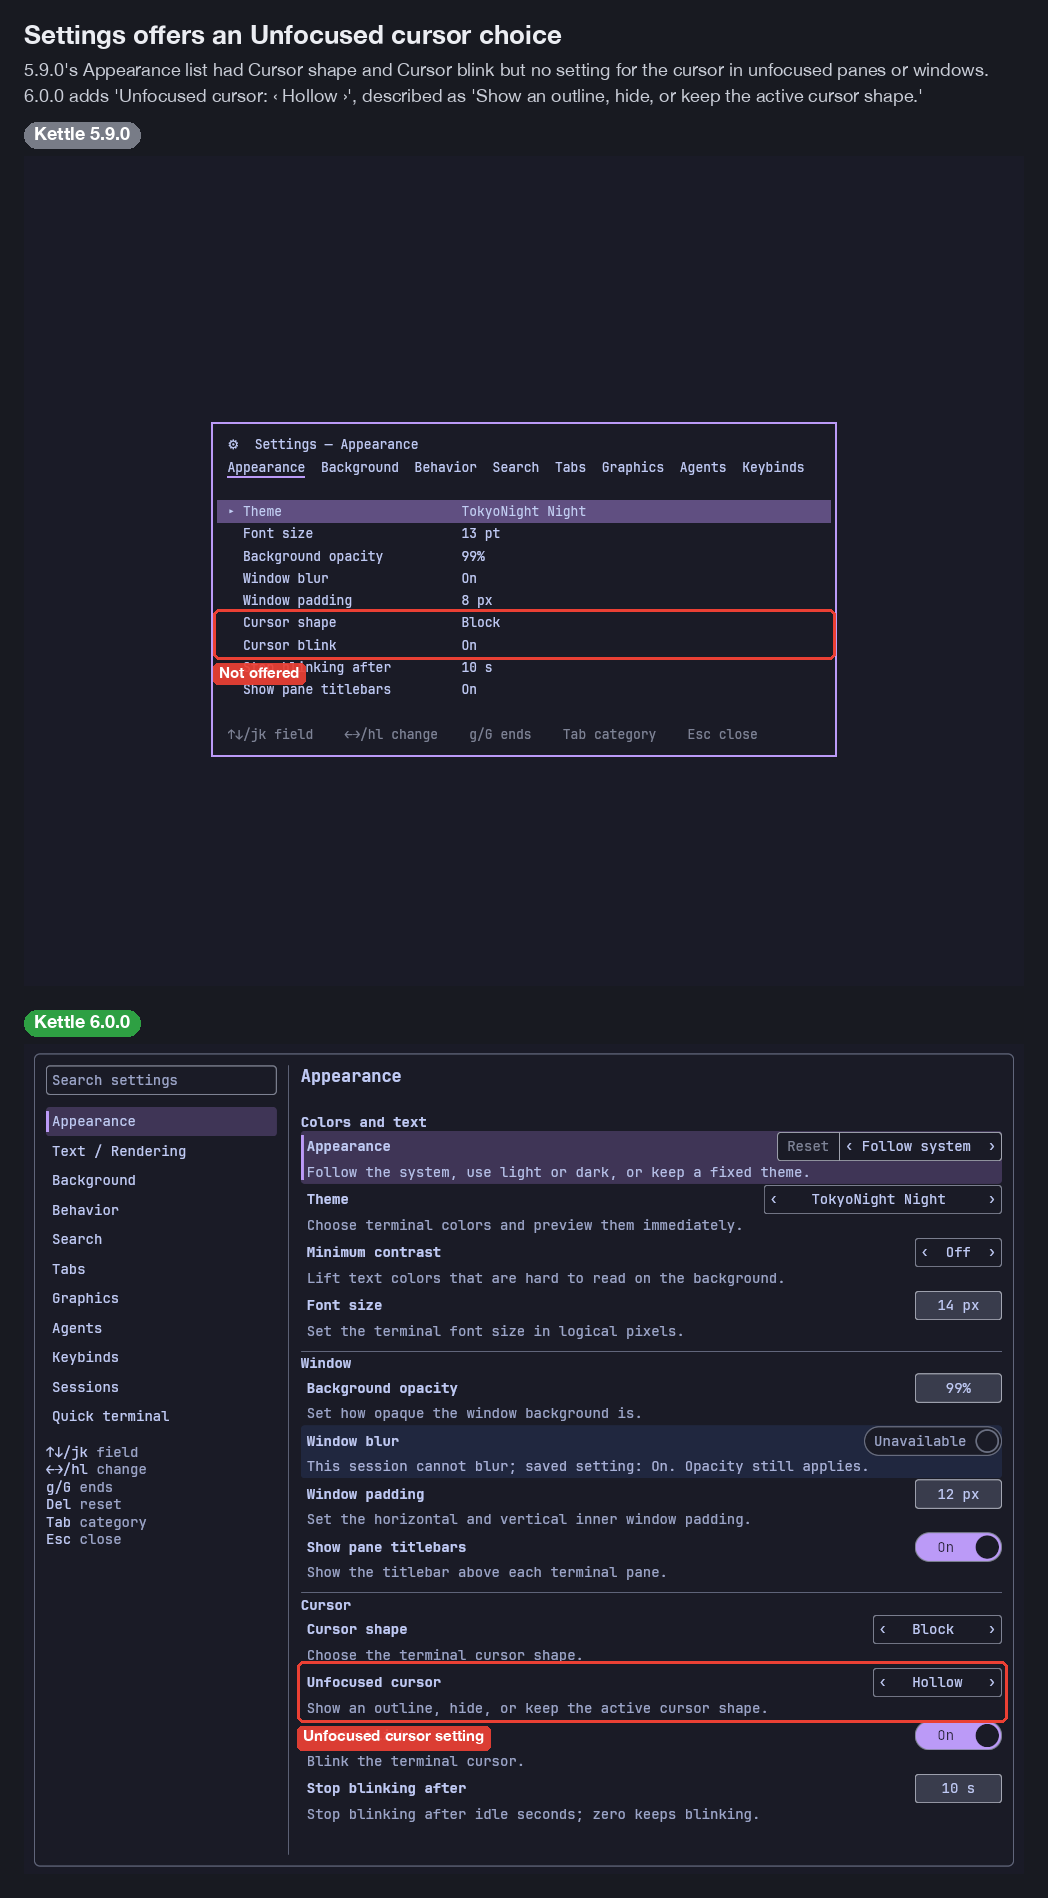 Settings offers an Unfocused cursor choice
5.9.0's Appearance list had Cursor shape and Cursor blink but no setting for the cursor in unfocused panes or windows.
6.0.0 adds 'Unfocused cursor: ‹ Hollow ›', described as 'Show an outline, hide, or keep the active cursor shape.'
Kettle 5.9.0
⚙ Settings — Appearance
Appearance Background Behavior Search Tabs Graphics Agents Keybinds
▸ Theme TokyoNight Night
Font size 13 pt
Background opacity 99%
Window blur On
Window padding 8 px
Cursor shape Block
Cursor blink On
blinking after 10 s
Not offered
Show pane titlebars On
↑↓/jk field ↔/hl change g/G ends Tab category Esc close
Kettle 6.0.0
Search settings
Appearance
Text / Rendering
Background
Behavior
Search
Tabs
Graphics
Agents
Keybinds
Sessions
Quick terminal
↑↓/jk field
↔/hl change
g/G ends
Del reset
Tab category
Esc close
Appearance
Colors and text
Appearance Reset ‹ Follow system ›
Follow the system, use light or dark, or keep a fixed theme.
Theme ‹ TokyoNight Night ›
Choose terminal colors and preview them immediately.
Minimum contrast ‹ Off ›
Lift text colors that are hard to read on the background.
Font size 14 px
Set the terminal font size in logical pixels.
Window
Background opacity 99%
Set how opaque the window background is.
Window blur Unavailable
This session cannot blur; saved setting: On. Opacity still applies.
Window padding 12 px
Set the horizontal and vertical inner window padding.
Show pane titlebars On
Show the titlebar above each terminal pane.
Cursor
Cursor shape ‹ Block ›
Choose the terminal cursor shape.
Unfocused cursor ‹ Hollow ›
Show an outline, hide, or keep the active cursor shape.
Unfocused cursor setting On
Blink the terminal cursor.
Stop blinking after 10 s
Stop blinking after idle seconds; zero keeps blinking.